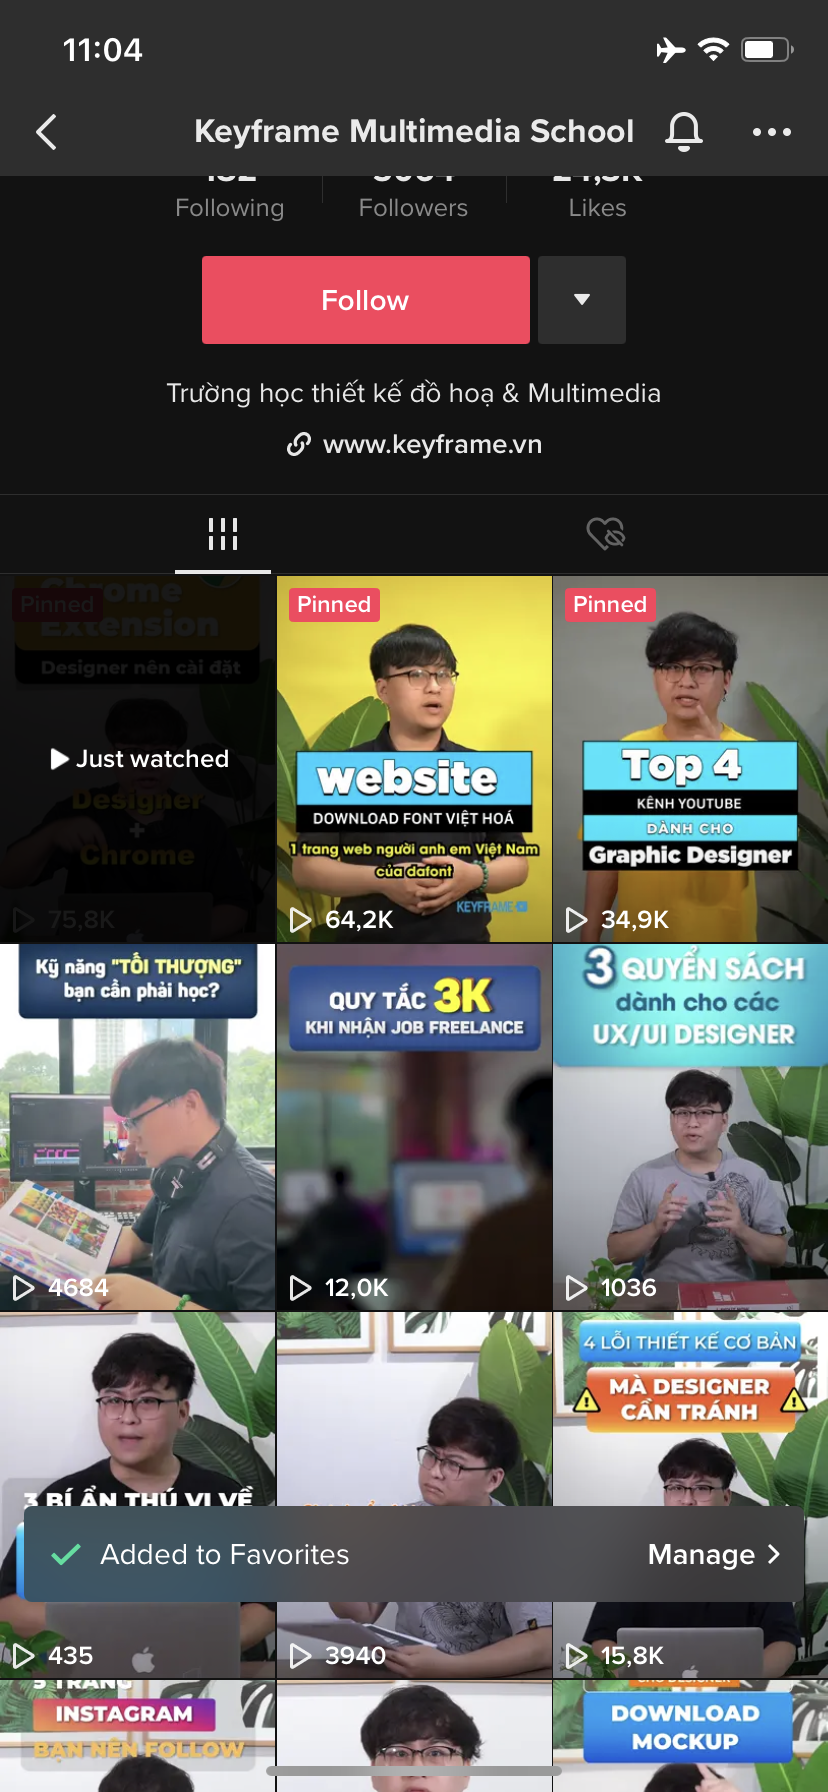 11:04
Keyframe Multimedia School
Following
Followers
Likes
Follow
Trường học thiết kế đồ hoạ & Multimedia
www.keyframe.vn
Pinned
Chrome
Extension
Designer nên cài đặt
Just watched
Designer
+
Chrome
75,8K
Pinned
website
DOWNLOAD FONT VIỆT HOÁ
1 trang web người anh em Việt Nam
của dafont
KEYFRAME
64,2K
Pinned
Top 4
KÊNH YOUTUBE
DÀNH CHO
Graphic Designer
34,9K
Kỹ năng "TỐI THƯỢNG"
bạn cần phải học?
4684
QUY TẮC 3K
KHI NHẬN JOB FREELANCE
12,0K
3 QUYỂN SÁCH
dành cho các
UX/UI DESIGNER
1036
3 BÍ ẨN THÚ VỊ VỀ
435
3940
4 LỖI THIẾT KẾ CƠ BẢN
MÀ DESIGNER
CẦN TRÁNH
15,8K
Added to Favorites
Manage
5 TRANG
INSTAGRAM
BẠN NÊN FOLLOW
CHO DESIGNER
DOWNLOAD
MOCKUP